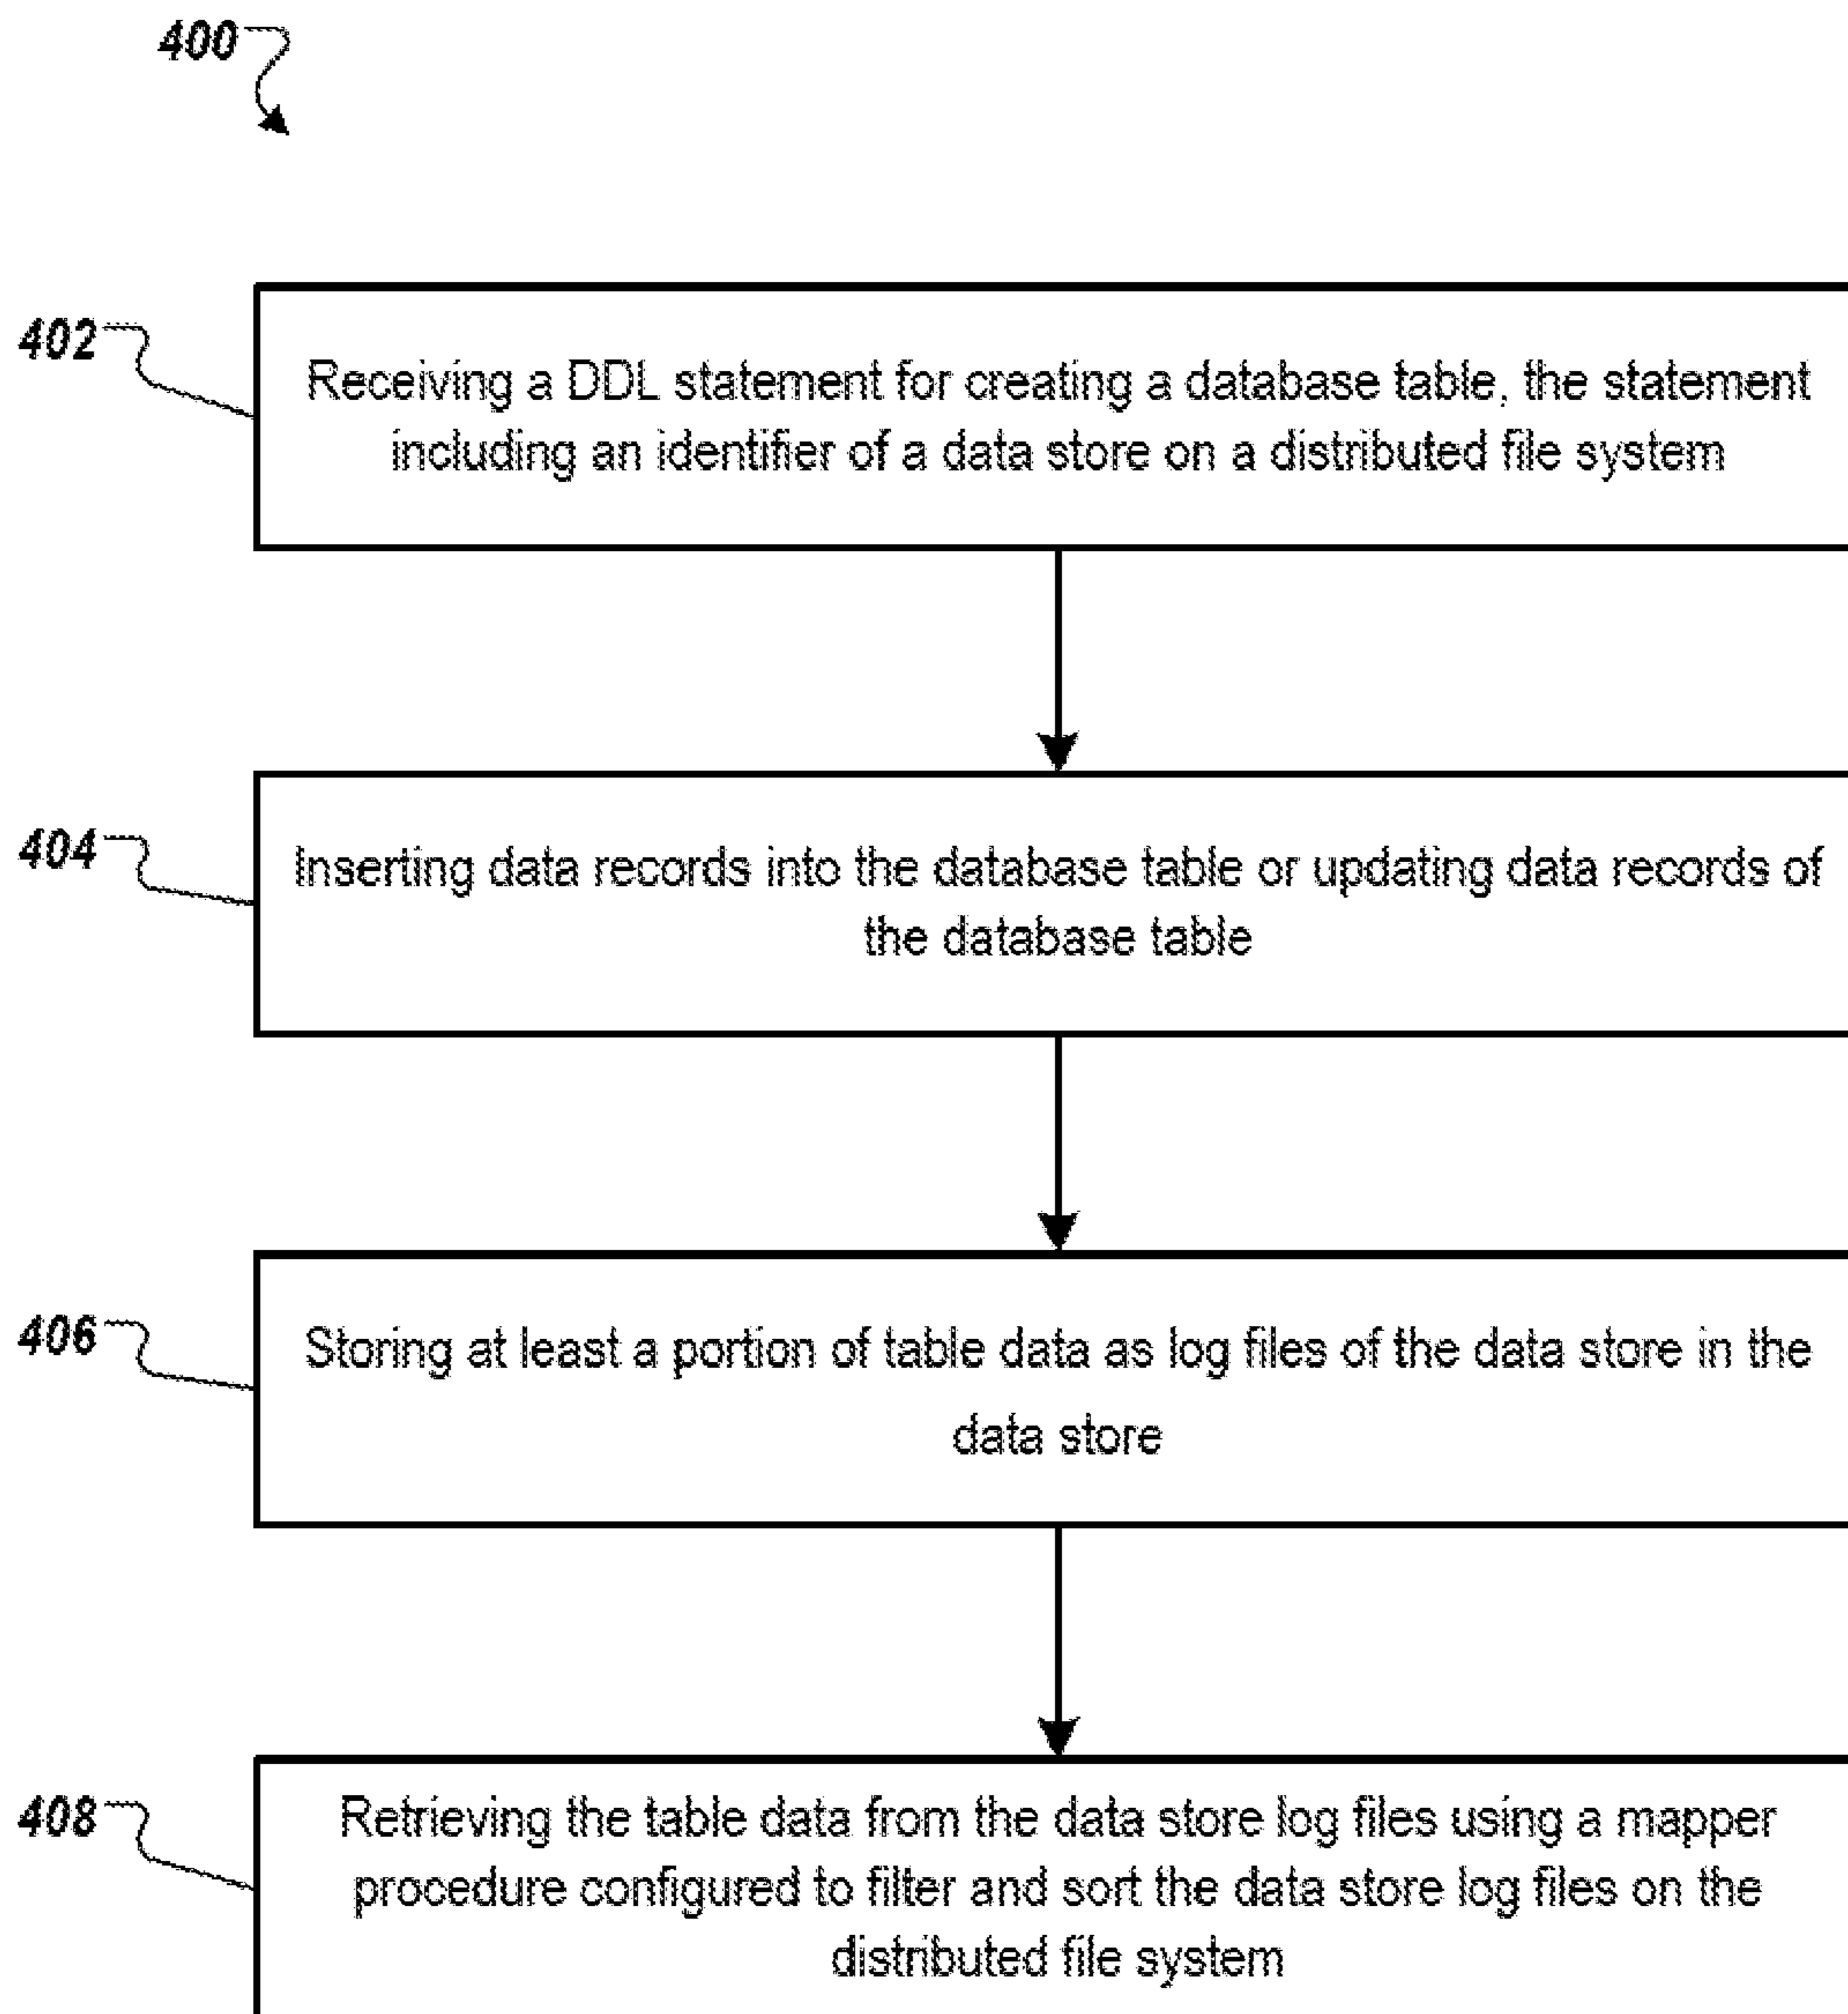 400
402
Receiving a DDL statement for creating a database table, the statement
including an identifier of a data store on a distributed file system
404
Inserting data records into the database table or updating data records of
the database table
406
Storing at least a portion of table data as log files of the data store in the
data store
408
Retrieving the table data from the data store log files using a mapper
procedure configured to filter and sort the data store log files on the
distributed file system